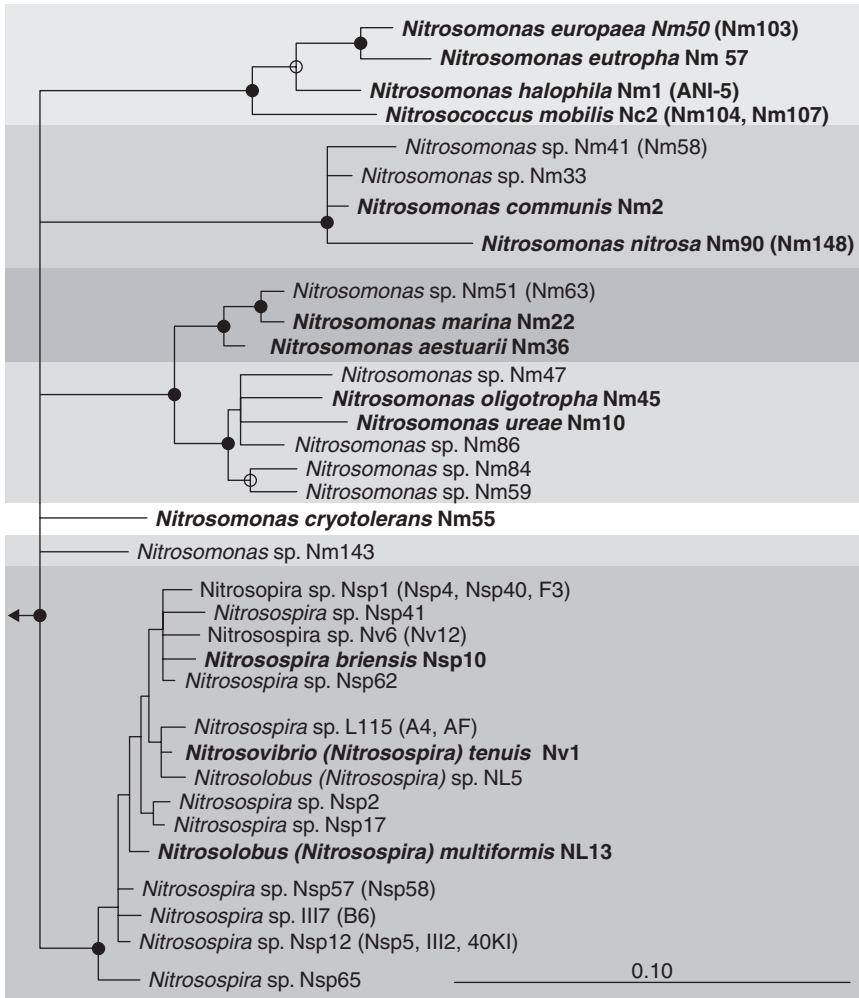 Nitrosomonas europaea Nm50 (Nm103)
Nitrosomonas eutropha Nm 57
Nitrosomonas halophila Nm1 (ANI-5)
Nitrosococcus mobilis Nc2 (Nm104, Nm107)
Nitrosomonas sp. Nm41 (Nm58)
Nitrosomonas sp. Nm33
Nitrosomonas communis Nm2
Nitrosomonas nitrosa Nm90 (Nm148)
Nitrosomonas sp. Nm51 (Nm63)
Nitrosomonas marina Nm22
Nitrosomonas aestuarii Nm36
Nitrosomonas sp. Nm47
Nitrosomonas oligotropha Nm45
Nitrosomonas ureae Nm10
Nitrosomonas sp. Nm86
Nitrosomonas sp. Nm84
Nitrosomonas sp. Nm59
Nitrosomonas cryotolerans Nm55
Nitrosomonas sp. Nm143
Nitrosopira sp. Nsp1 (Nsp4, Nsp40, F3)
Nitrosospira sp. Nsp41
Nitrosospira sp. Nv6 (Nv12)
Nitrosospira briensis Nsp10
Nitrosospira sp. Nsp62
Nitrosospira sp. L115 (A4, AF)
Nitrosovibrio (Nitrosospira) tenuis Nv1
Nitrosolobus (Nitrosospira) sp. NL5
Nitrosospira sp. Nsp2
Nitrosospira sp. Nsp17
Nitrosolobus (Nitrosospira) multiformis NL13
Nitrosospira sp. Nsp57 (Nsp58)
Nitrosospira sp. III7 (B6)
Nitrosospira sp. Nsp12 (Nsp5, III2, 40KI)
Nitrosospira sp. Nsp65
0.10